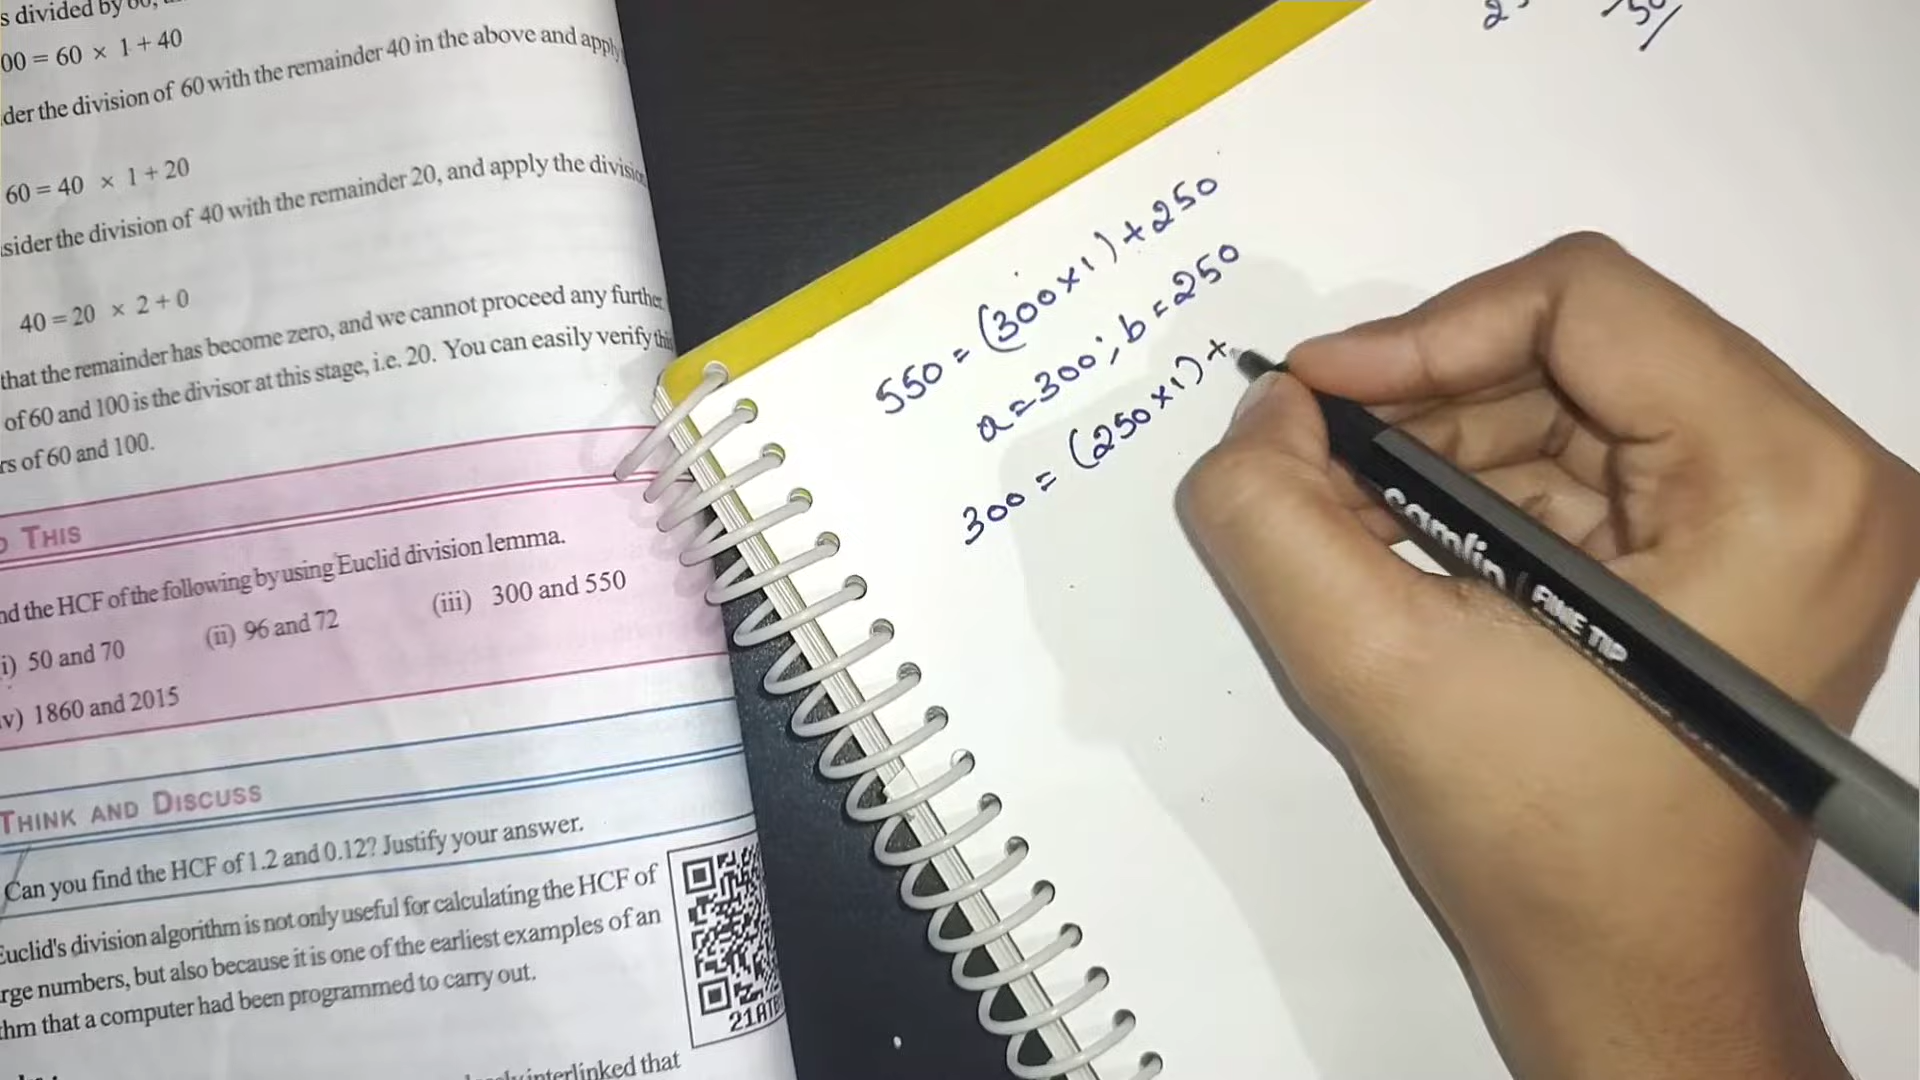 s divided by 60,
00 = 60 × 1 + 40
der the division of 60 with the remainder 40 in the above and apply
60 = 40 × 1 + 20
sider the division of 40 with the remainder 20, and apply the division
40 = 20 × 2 + 0
that the remainder has become zero, and we cannot proceed any further
of 60 and 100 is the divisor at this stage, i.e. 20. You can easily verify this
rs of 60 and 100.
THIS
nd the HCF of the following by using Euclid division lemma.
i) 50 and 70 (ii) 96 and 72 (iii) 300 and 550
iv) 1860 and 2015
THINK AND DISCUSS
Can you find the HCF of 1.2 and 0.12? Justify your answer.
Euclid's division algorithm is not only useful for calculating the HCF of
rge numbers, but also because it is one of the earliest examples of an
thm that a computer had been programmed to carry out.
interlinked that
550 = (300 × 1) + 250
a = 300 ; b = 250
300 = (250 × 1) +
Camlin / FINE TIP